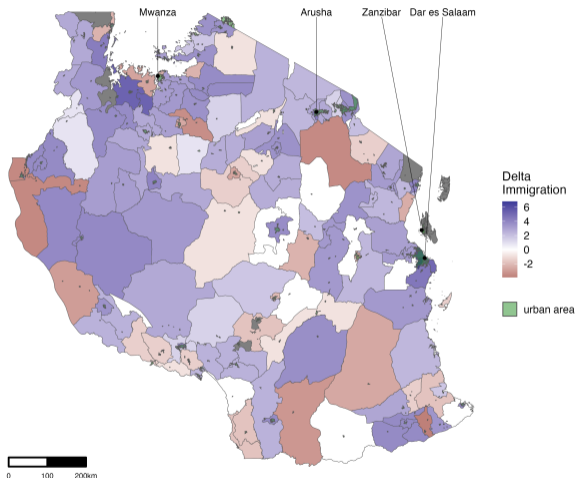 Mwanza
Arusha
Zanzibar
Dar es Salaam
Delta
Immigration
6
4
2
0
-2
urban area
0
100
200km